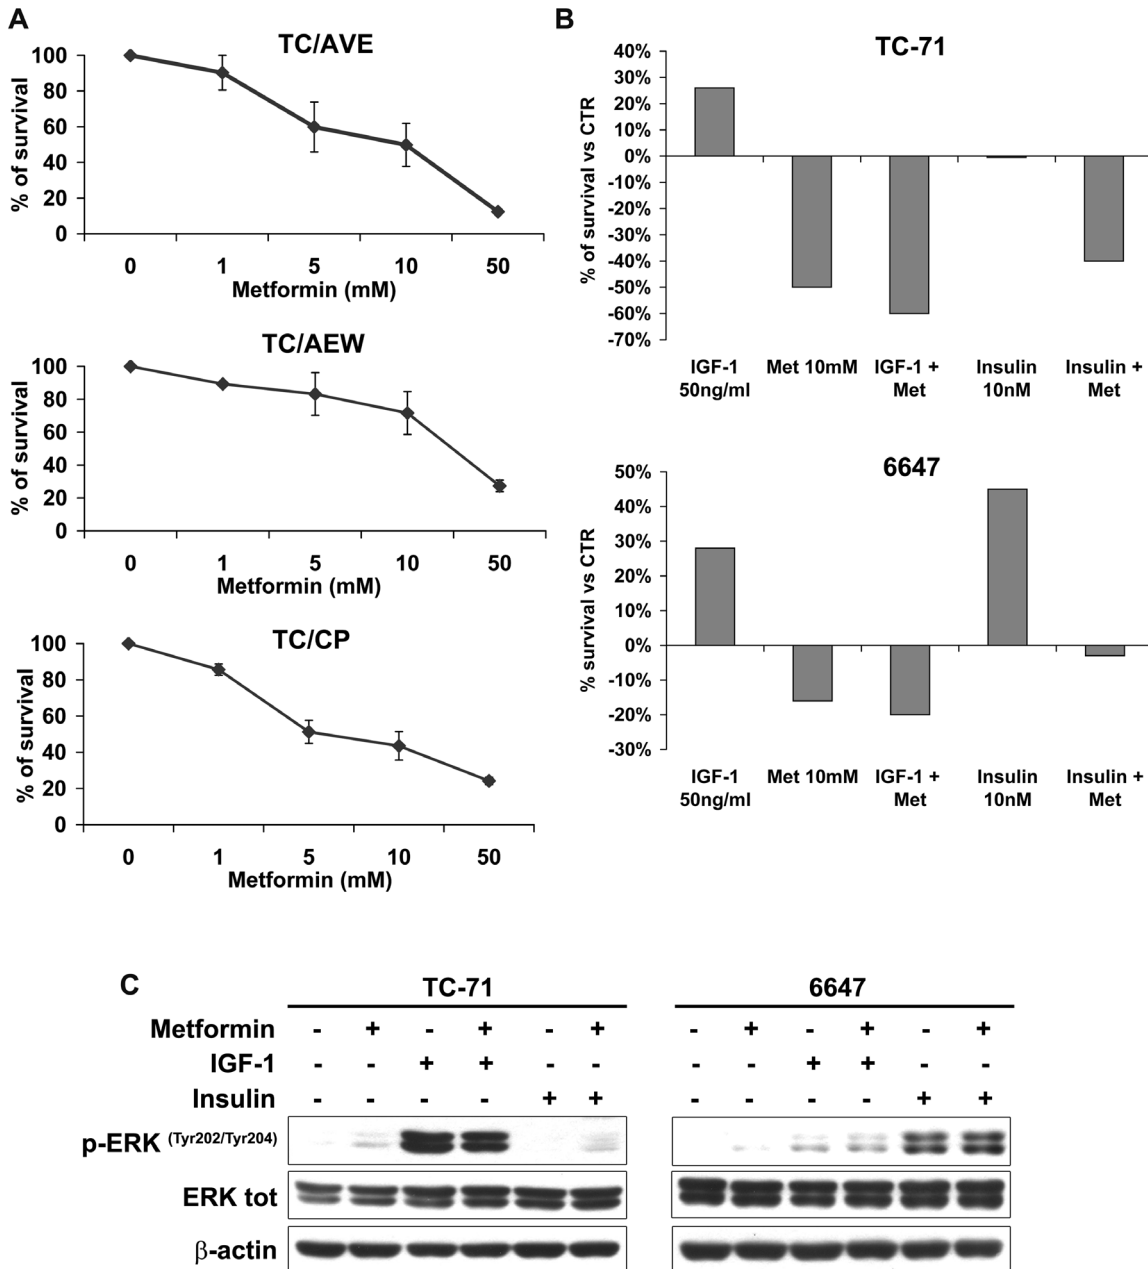 A
TC/AVE
% of survival
100
80
60
40
20
0
0 1 5 10 50
Metformin (mM)
TC/AEW
% of survival
100
80
60
40
20
0
0 1 5 10 50
Metformin (mM)
TC/CP
% of survival
100
80
60
40
20
0
0 1 5 10 50
Metformin (mM)
B
TC-71
% of survival vs CTR
40%
30%
20%
10%
0%
-10%
-20%
-30%
-40%
-50%
-60%
-70%
IGF-1 Met 10mM IGF-1 + Insulin Insulin +
50ng/ml Met 10nM Met
6647
% survival vs CTR
50%
40%
30%
20%
10%
0%
-10%
-20%
-30%
IGF-1 Met 10mM IGF-1 + Insulin Insulin +
50ng/ml Met 10nM Met
C
TC-71 6647
Metformin - + - + - + - + - + - +
IGF-1 - - + + - - - - + + - -
Insulin - - - - + + - - - - + +
p-ERK (Tyr202/Tyr204)
ERK tot
β-actin